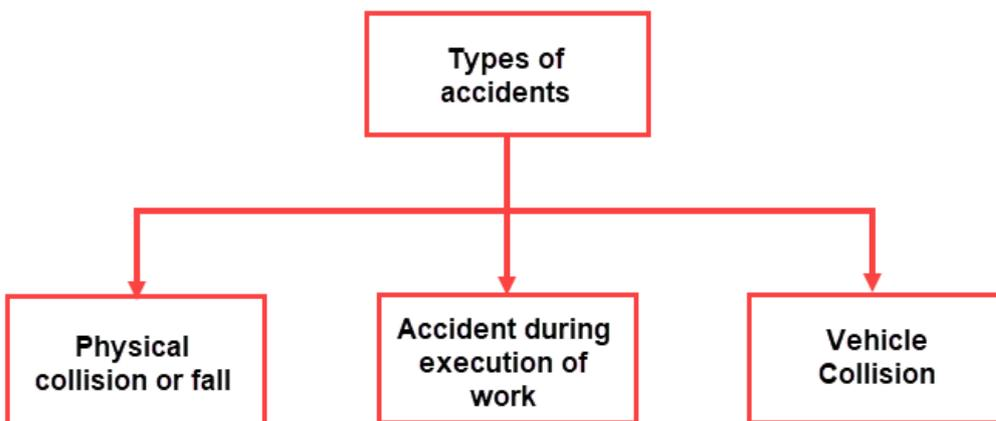 Types of
accidents
Physical
collision or fall
Accident during
execution of
work
Vehicle
Collision